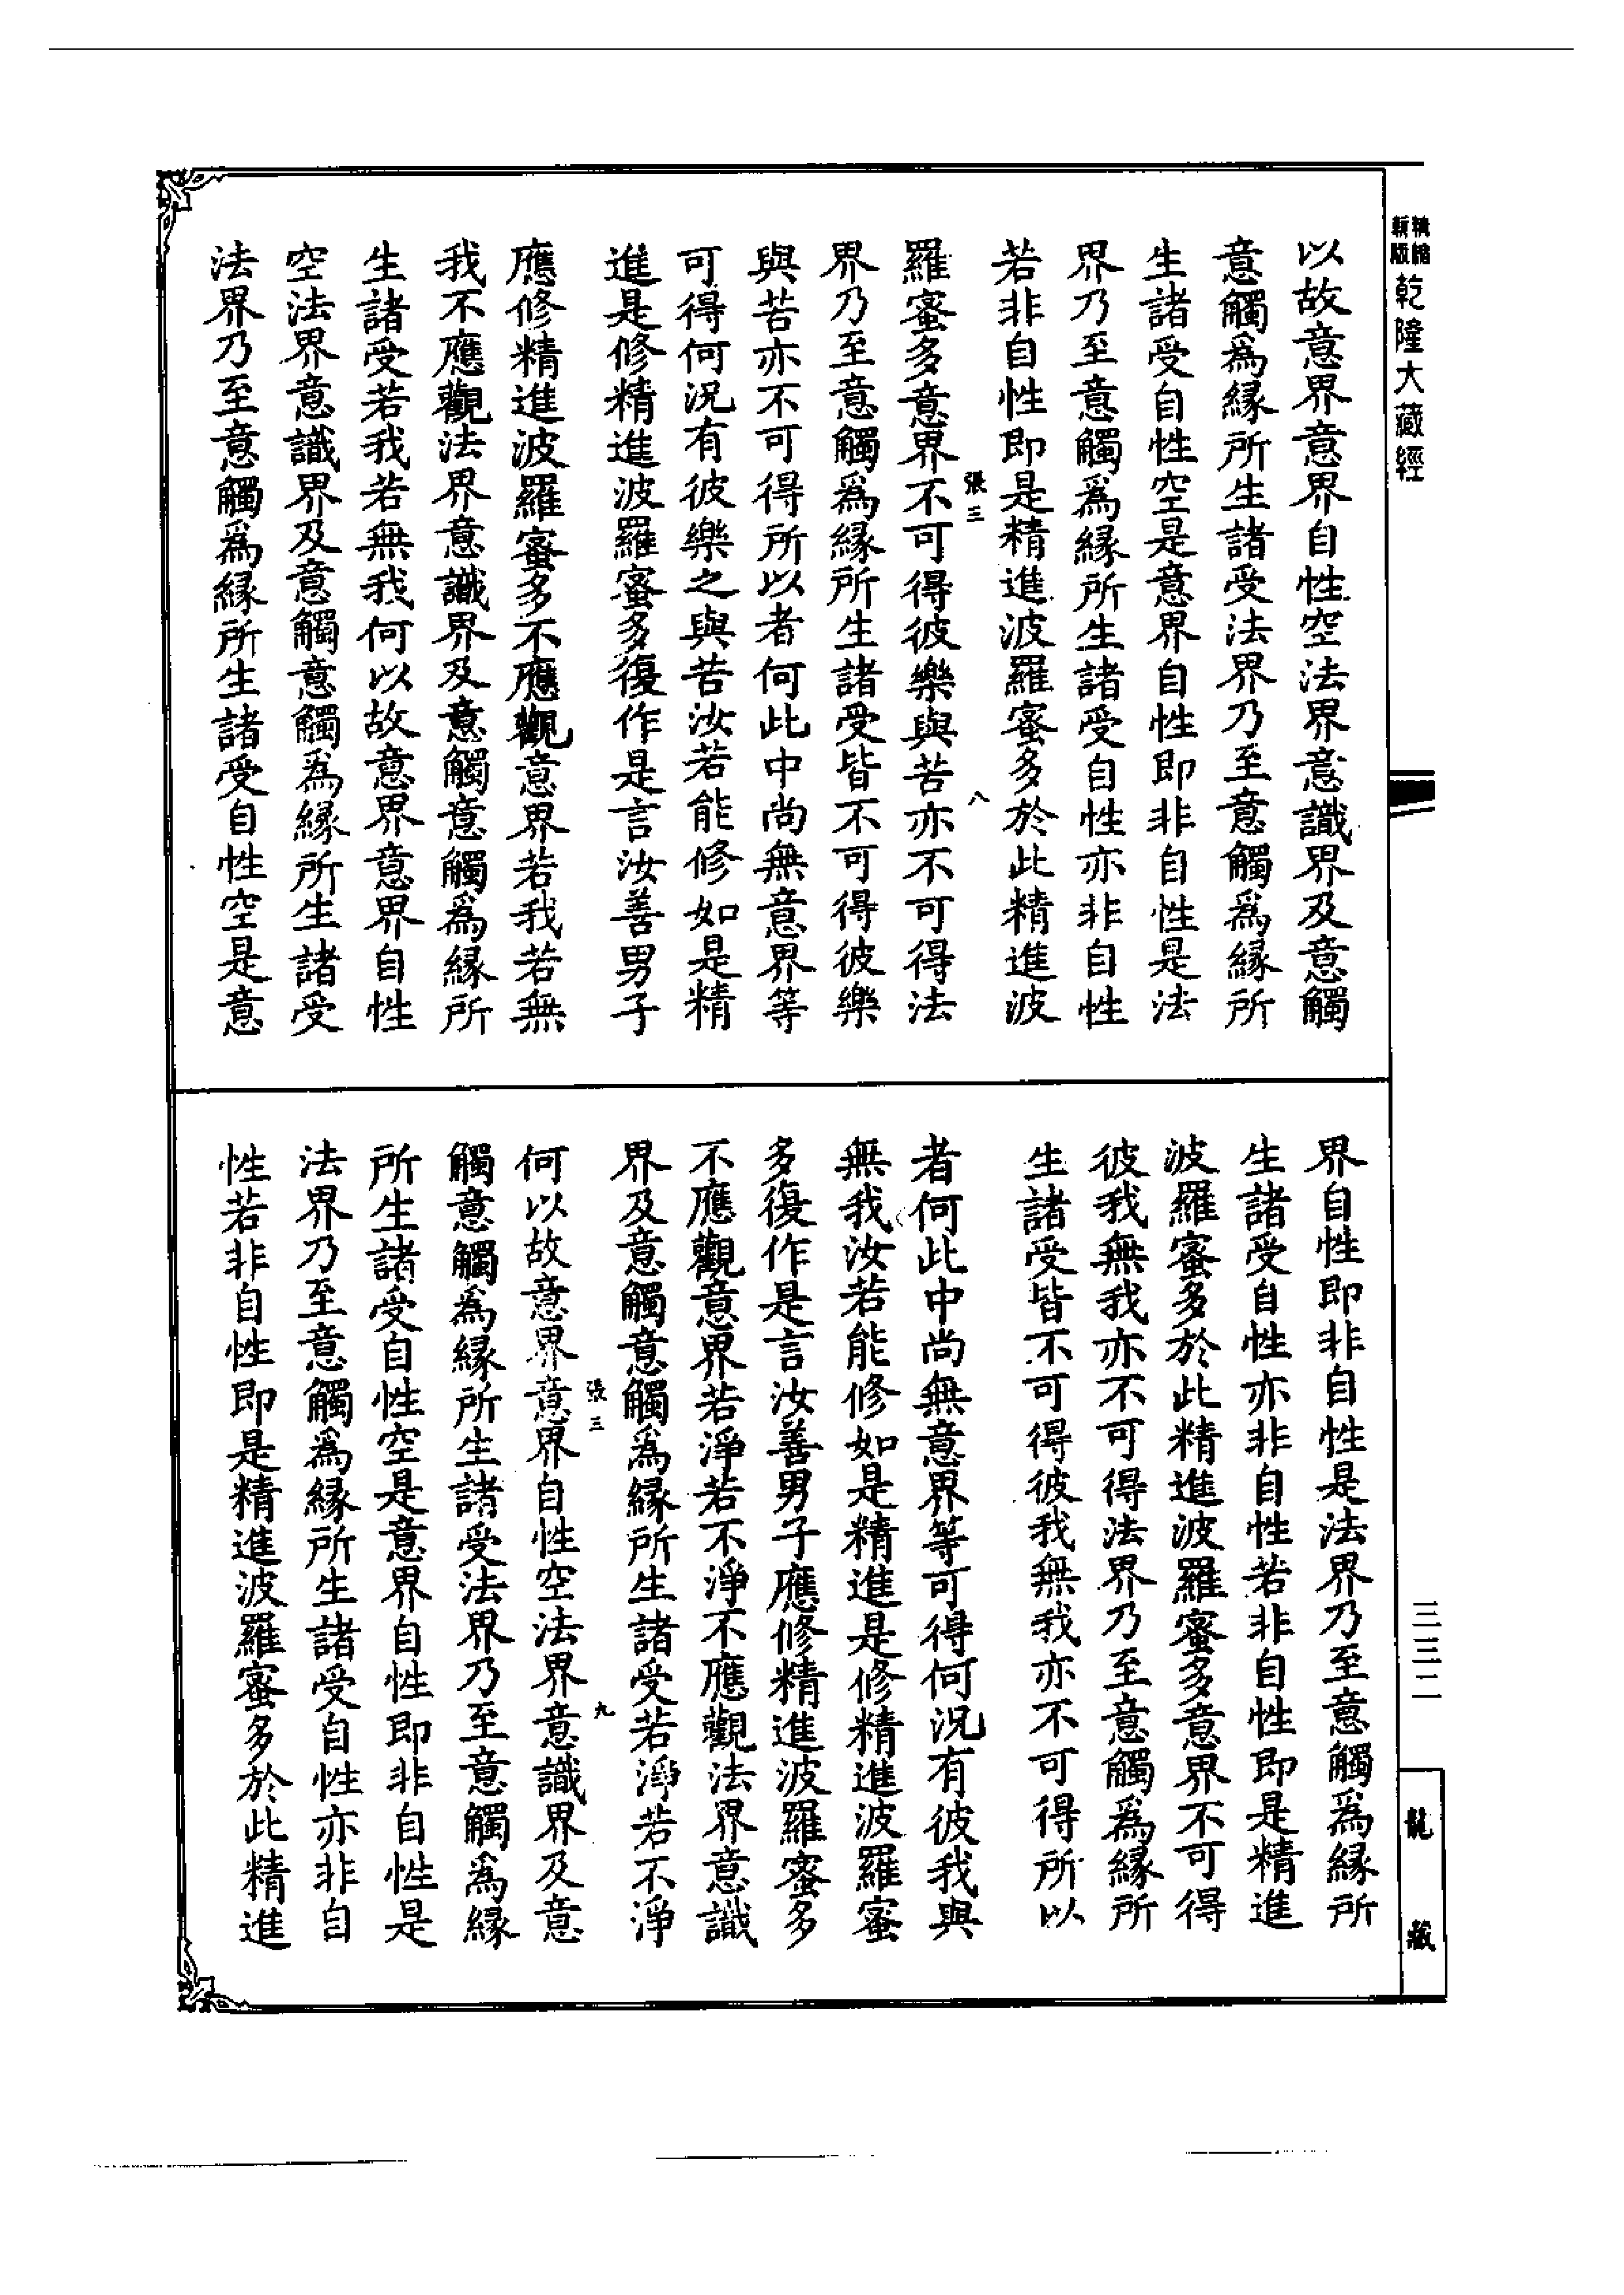 乾隆大藏經
以故意界意界自性空法界意識界及意觸
意觸爲緣所生諸受法界乃至意觸爲緣所
生諸受自性空是意界自性即非自性是法
界乃至意觸爲緣所生諸受自性亦非自性
若非自性即是精進波羅蜜多於此精進波
張三
八
羅蜜多意界不可得彼樂與苦亦不可得法
界乃至意觸爲緣所生諸受皆不可得彼樂
與苦亦不可得所以者何此中尚無意界等
可得何況有彼樂之與苦汝若能修如是精
進是修精進波羅蜜多復作是言汝善男子
應修精進波羅蜜多不應觀意界若我若無
我不應觀法界意識界及意觸意觸爲緣所
生諸受若我若無我何以故意界意界自性
空法界意識界及意觸意觸爲緣所生諸受
法界乃至意觸爲緣所生諸受自性空是意
界自性即非自性是法界乃至意觸爲緣所
生諸受自性亦非自性若非自性即是精進
波羅蜜多於此精進波羅蜜多意界不可得
彼我無我亦不可得法界乃至意觸爲緣所
生諸受皆不可得彼我無我亦不可得所以
者何此中尚無意界等可得何況有彼我與
無我汝若能修如是精進是修精進波羅蜜
多復作是言汝善男子應修精進波羅蜜多
不應觀意界若淨若不淨不應觀法界意識
界及意觸意觸爲緣所生諸受若淨若不淨
張三
九
何以故意界意界自性空法界意識界及意
觸意觸爲緣所生諸受法界乃至意觸爲緣
所生諸受自性空是意界自性即非自性是
法界乃至意觸爲緣所生諸受自性亦非自
性若非自性即是精進波羅蜜多於此精進
三三二
龍藏